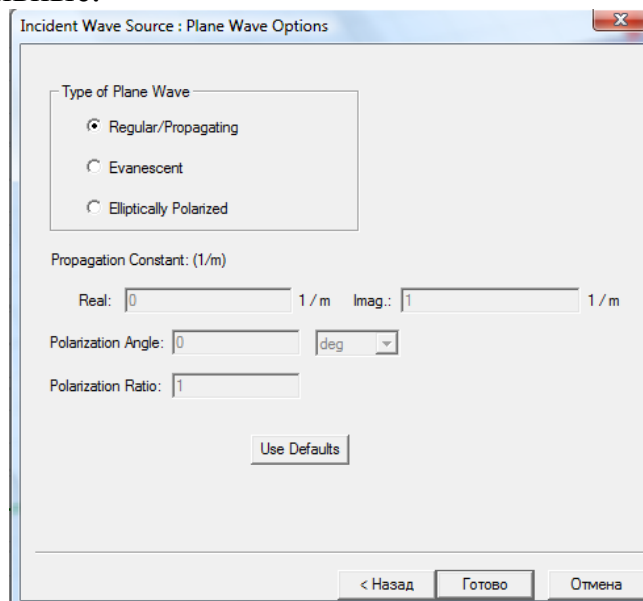 Incident Wave Source : Plane Wave Options
Type of Plane Wave
Regular/Propagating
Evanescent
Elliptically Polarized
Propagation Constant: (1/m)
Real: 0 1 / m Imag.: 1 1 / m
Polarization Angle: 0 deg
Polarization Ratio: 1
Use Defaults
< Назад Готово Отмена